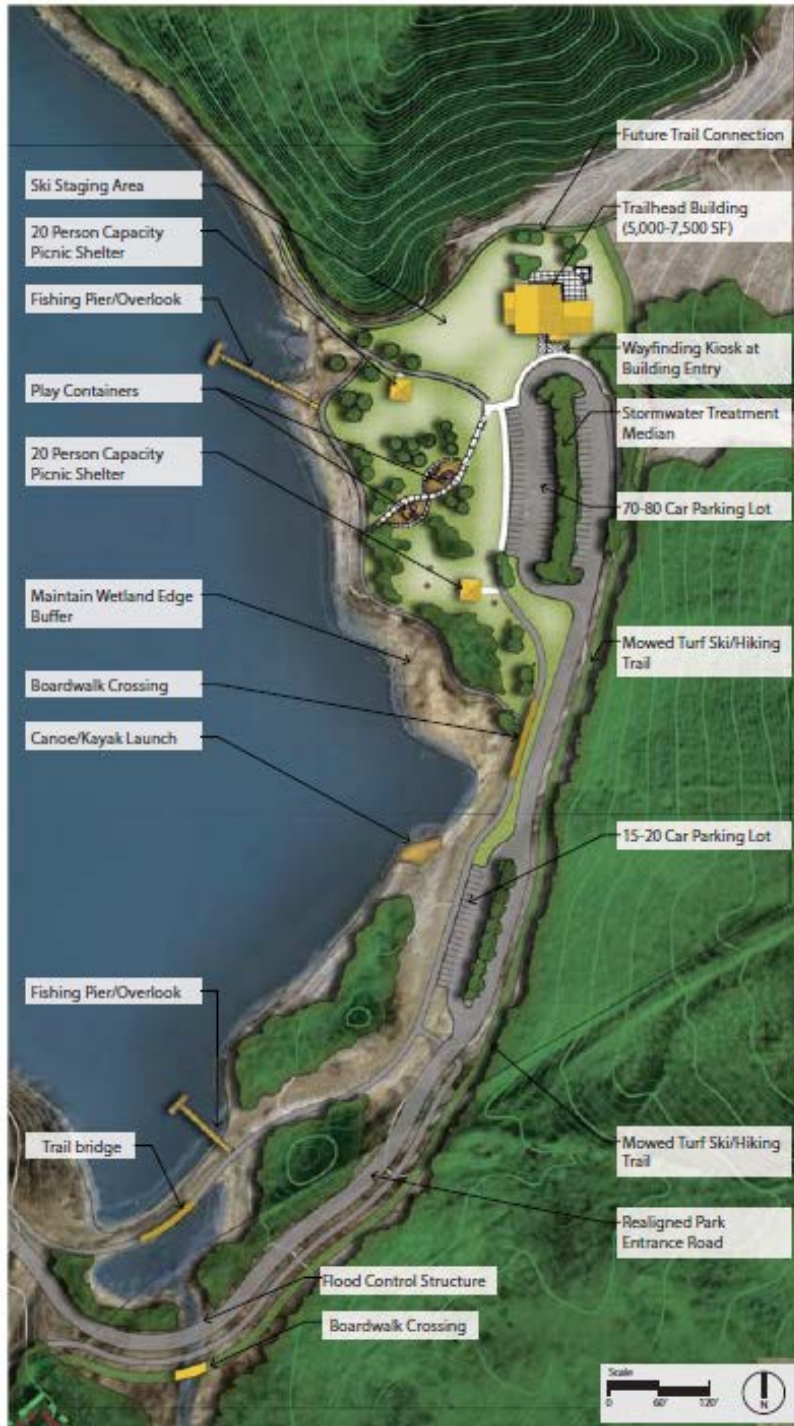 Future Trail Connection
Ski Staging Area
Trailhead Building
(5,000-7,500 SF)
20 Person Capacity
Picnic Shelter
Fishing Pier/Overlook
Wayfinding Kiosk at
Building Entry
Play Containers
Stormwater Treatment
Median
20 Person Capacity
Picnic Shelter
70-80 Car Parking Lot
Maintain Wetland Edge
Buffer
Mowed Turf Ski/Hiking
Trail
Boardwalk Crossing
Canoe/Kayak Launch
15-20 Car Parking Lot
Fishing Pier/Overlook
Trail bridge
Mowed Turf Ski/Hiking
Trail
Realigned Park
Entrance Road
Flood Control Structure
Boardwalk Crossing
Scale
0 60' 120'
N